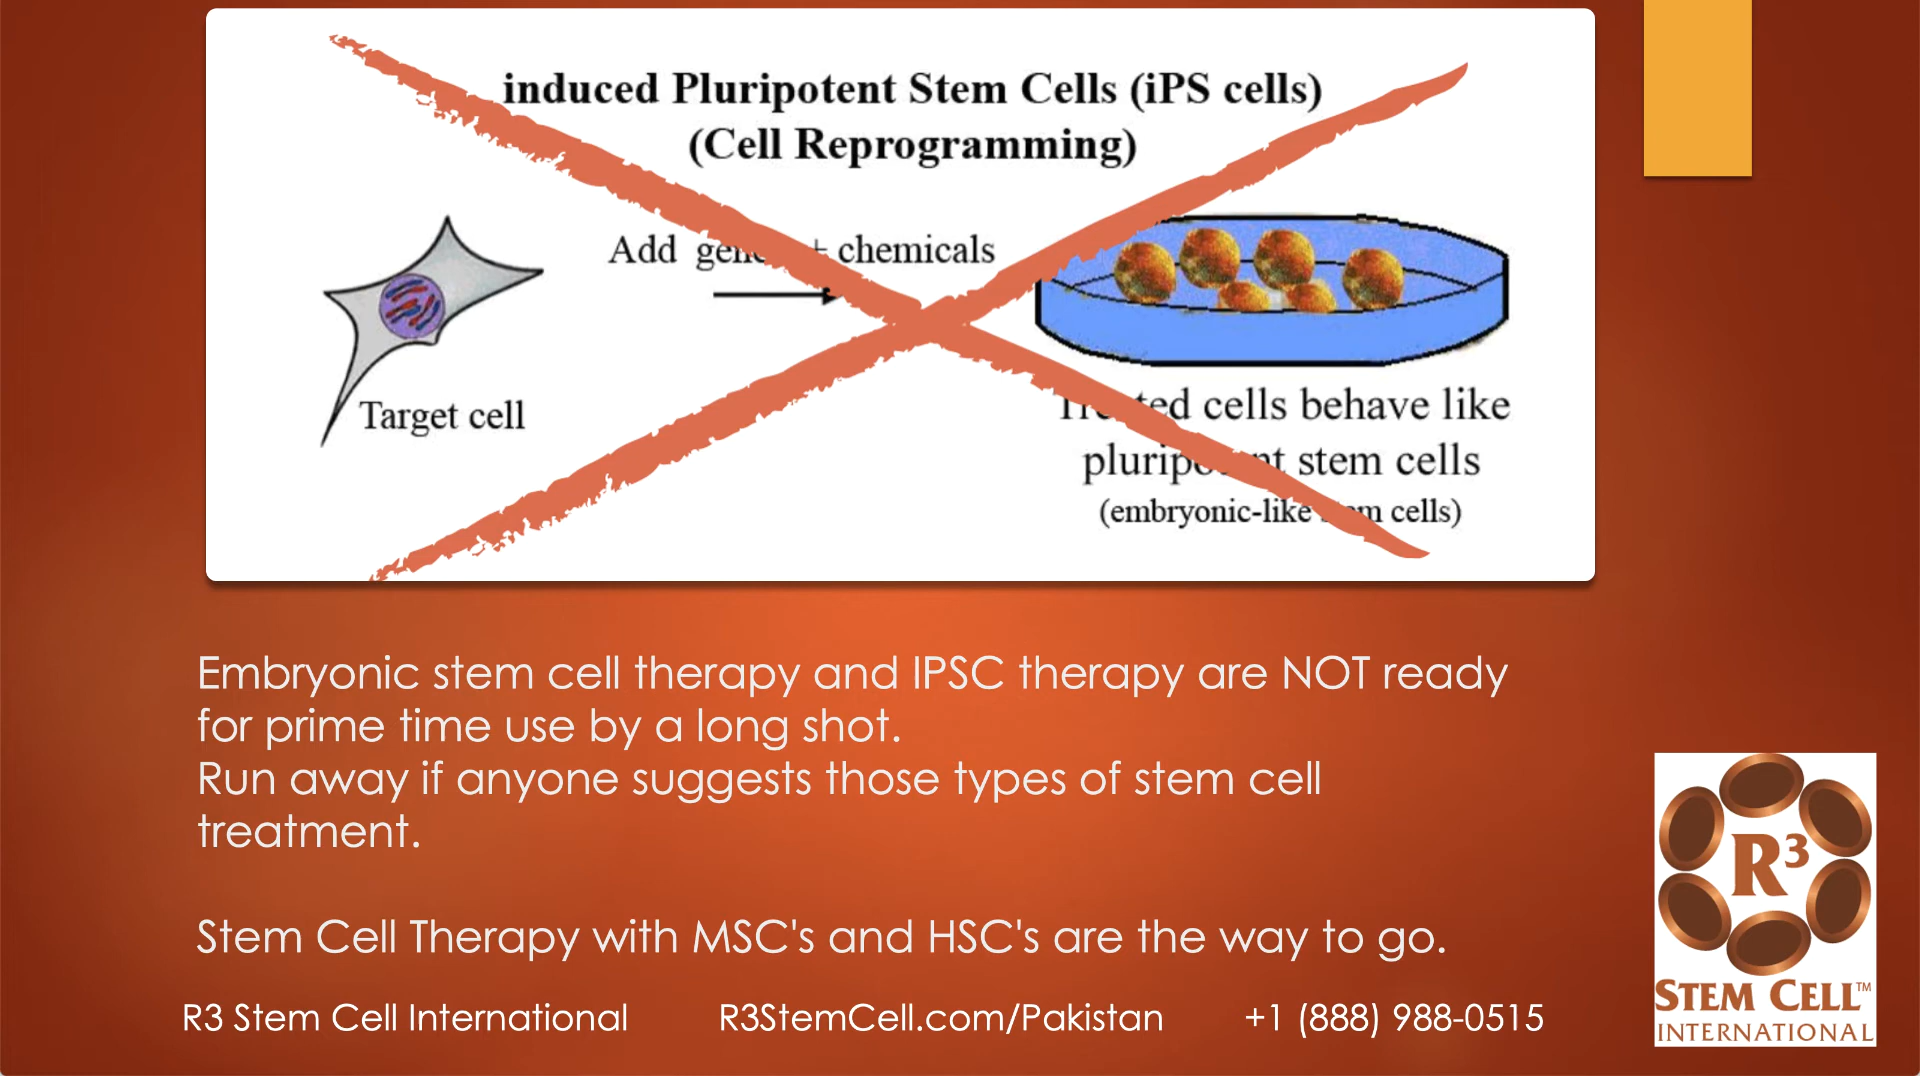 induced Pluripotent Stem Cells (iPS cells)
(Cell Reprogramming)
Add + chemicals
Target cell
cells behave like
stem cells
(embryonic-like cells)
Embryonic stem cell therapy and IPSC therapy are NOT ready
for prime time use by a long shot.
Run away if anyone suggests those types of stem cell
treatment.
Stem Cell Therapy with MSC's and HSC's are the way to go.
R3 Stem Cell International R3StemCell.com/Pakistan +1 (888) 988-0515
R³
STEM CELL™
INTERNATIONAL